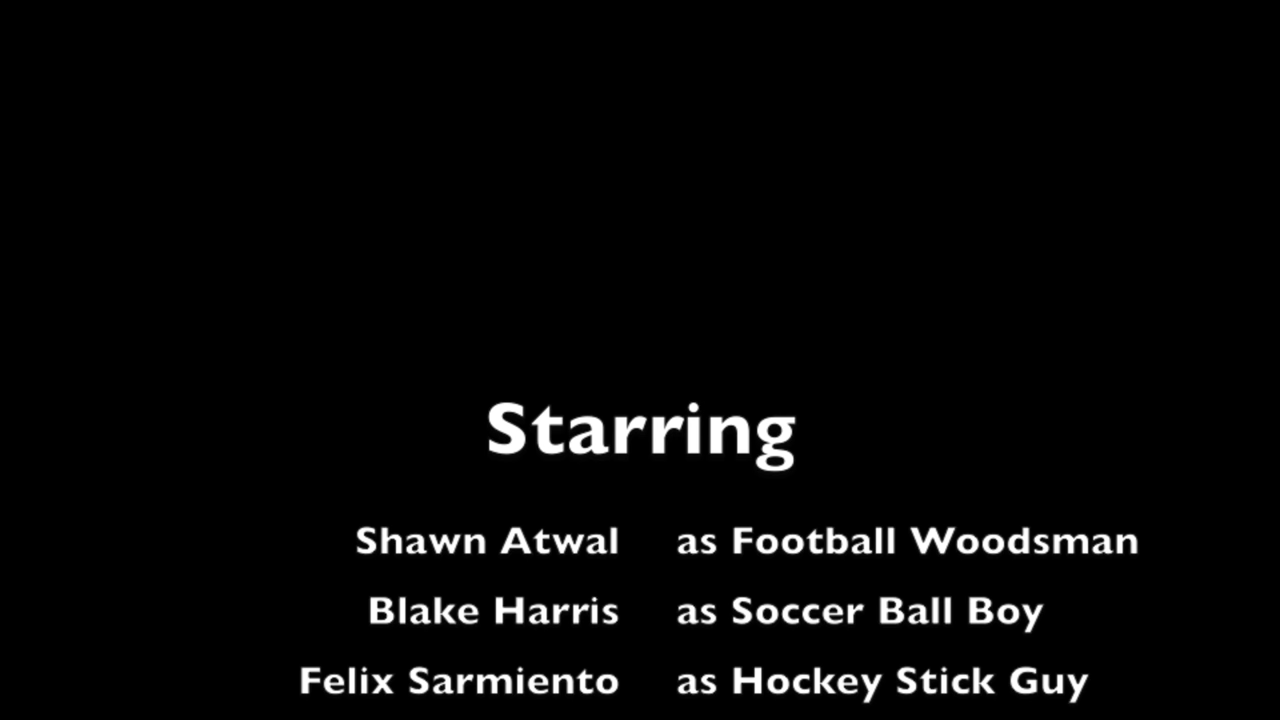 Starring
Shawn Atwal as Football Woodsman
Blake Harris as Soccer Ball Boy
Felix Sarmiento as Hockey Stick Guy